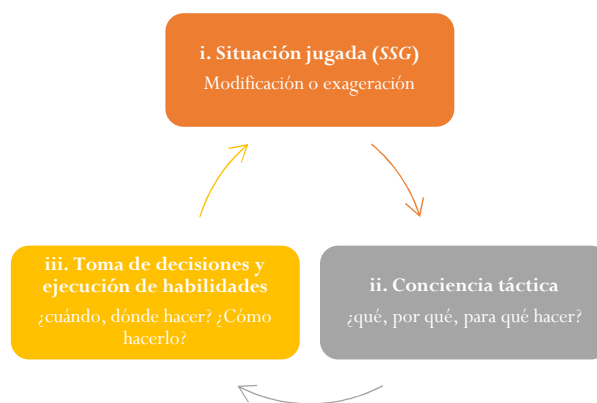 i. Situación jugada (SSG)
Modificación o exageración
iii. Toma de decisiones y
ejecución de habilidades
¿cuándo, dónde hacer? ¿Cómo
hacerlo?
ii. Conciencia táctica
¿qué, por qué, para qué hacer?